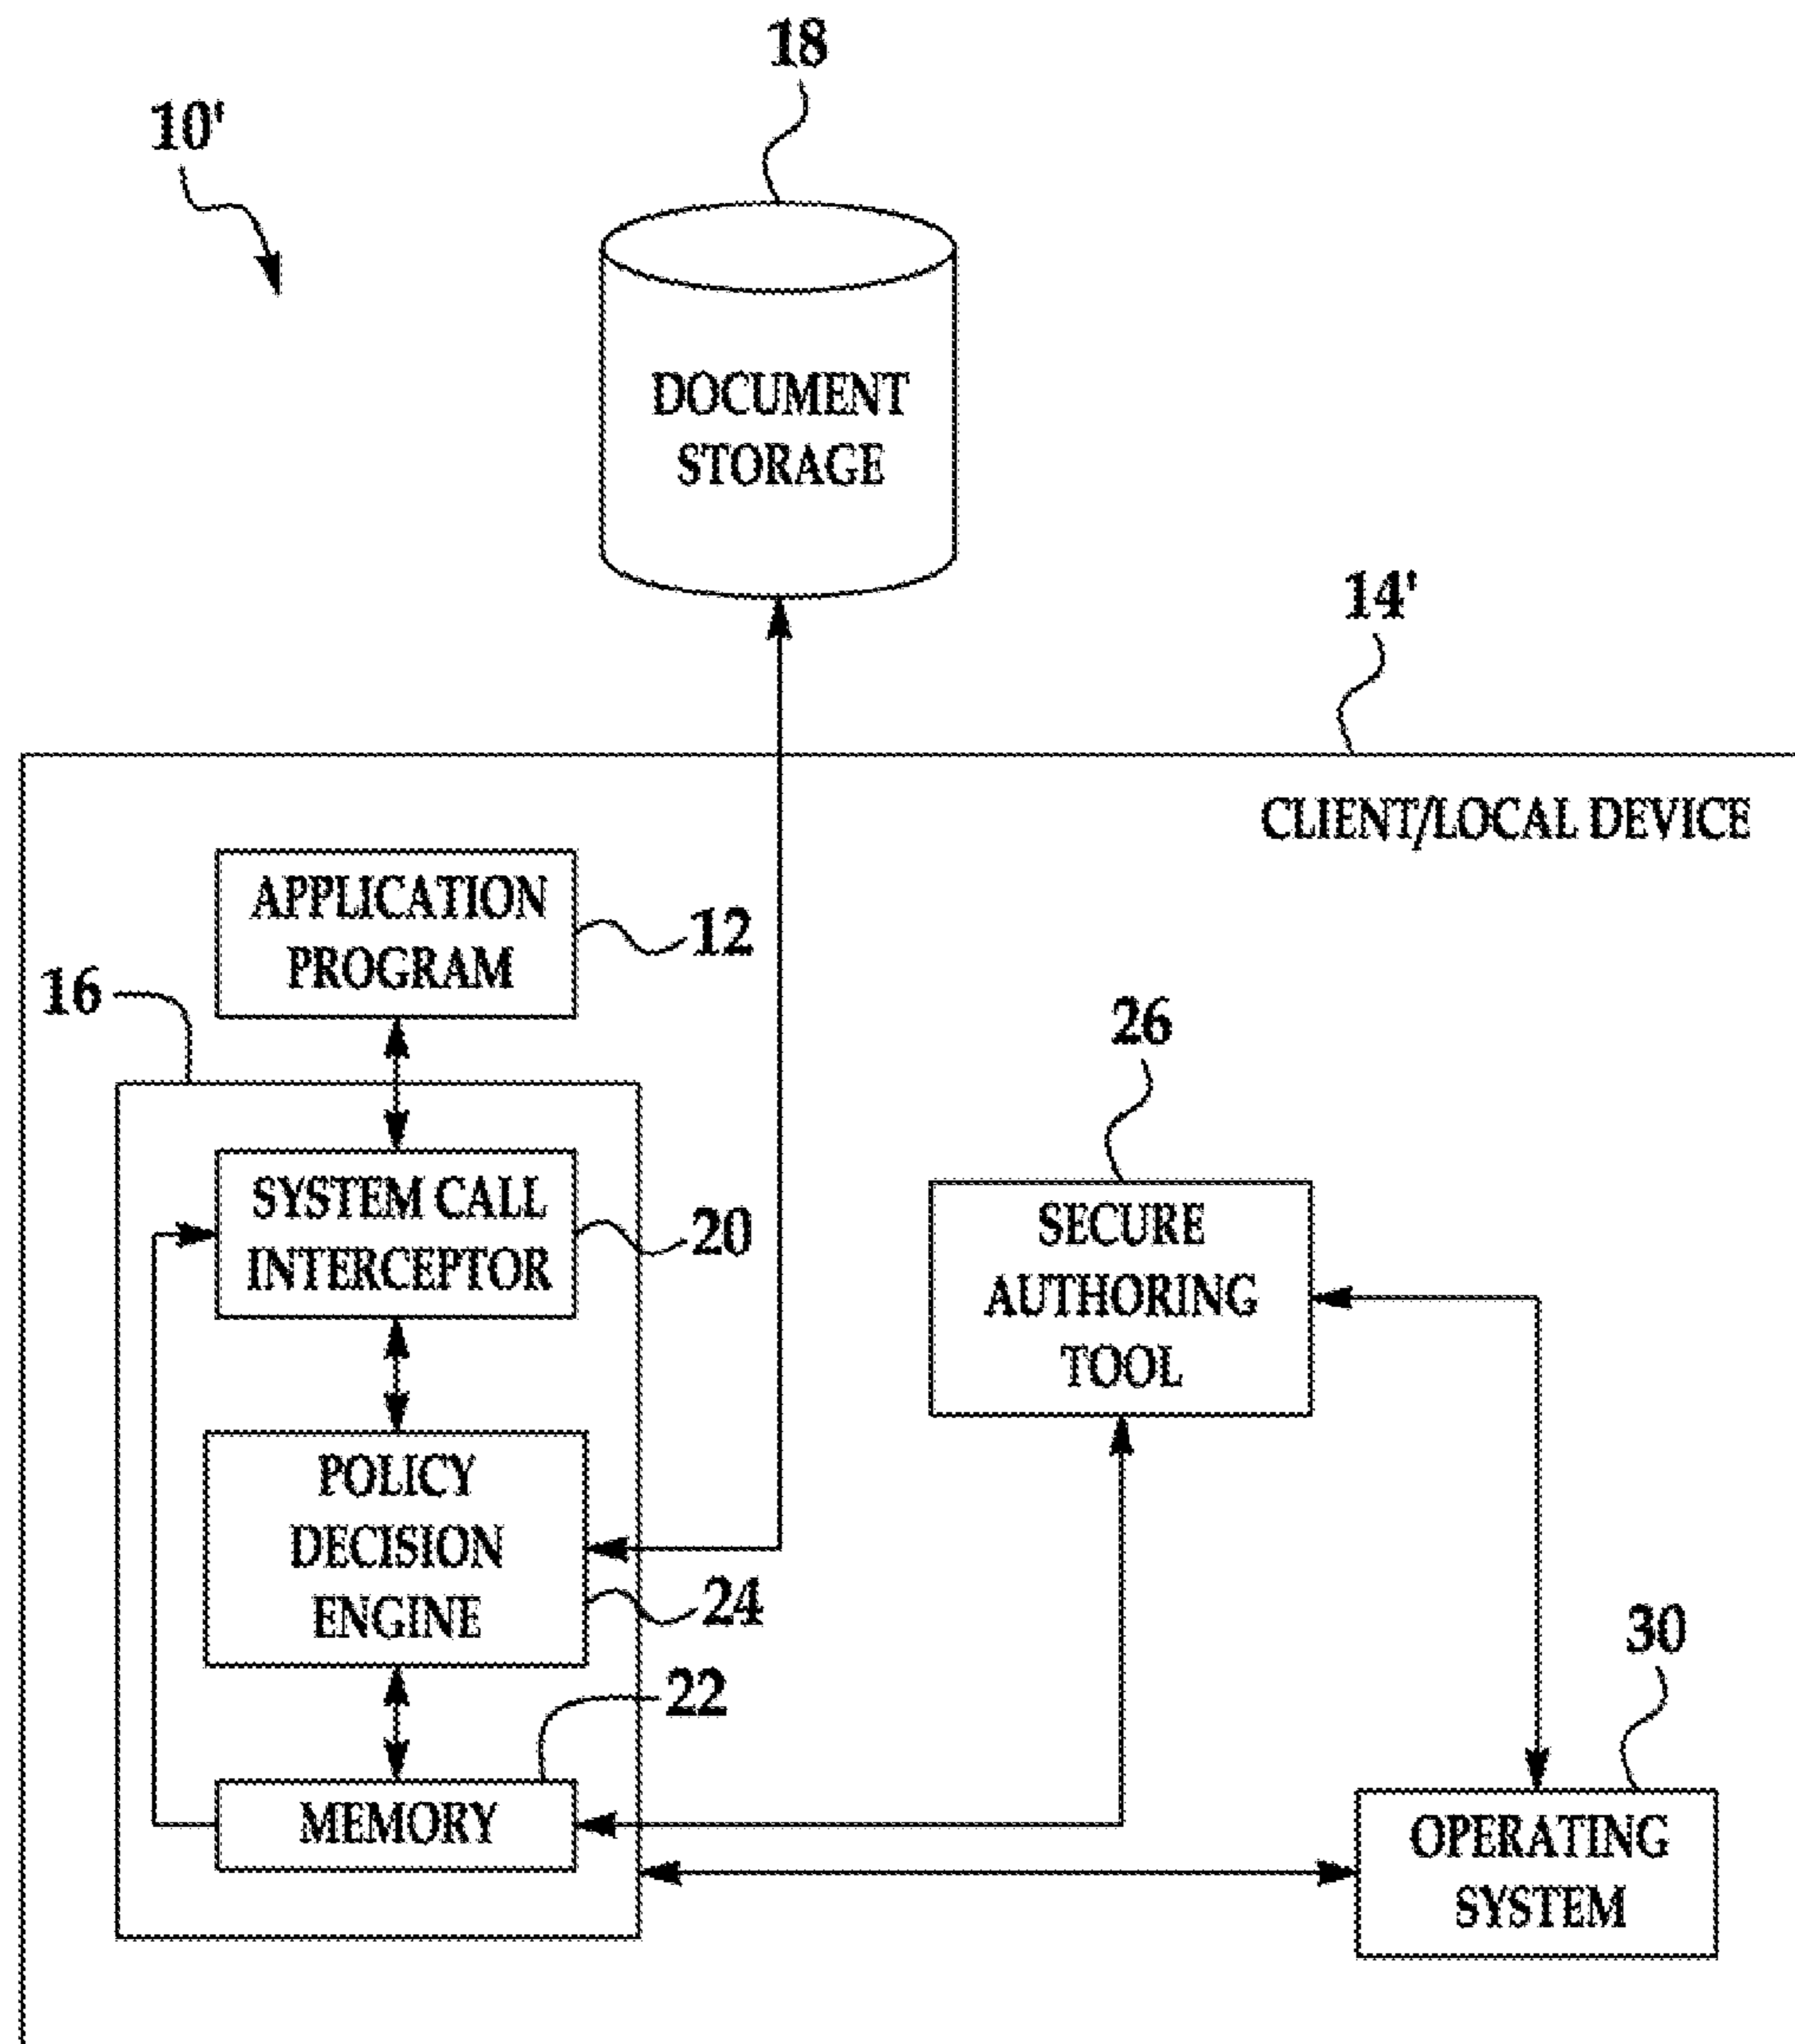 18
10'
DOCUMENT
STORAGE
14'
CLIENT/LOCAL DEVICE
APPLICATION
PROGRAM
12
16
26
SYSTEM CALL
INTERCEPTOR
20
SECURE
AUTHORING
TOOL
POLICY
DECISION
ENGINE
24
30
22
MEMORY
OPERATING
SYSTEM